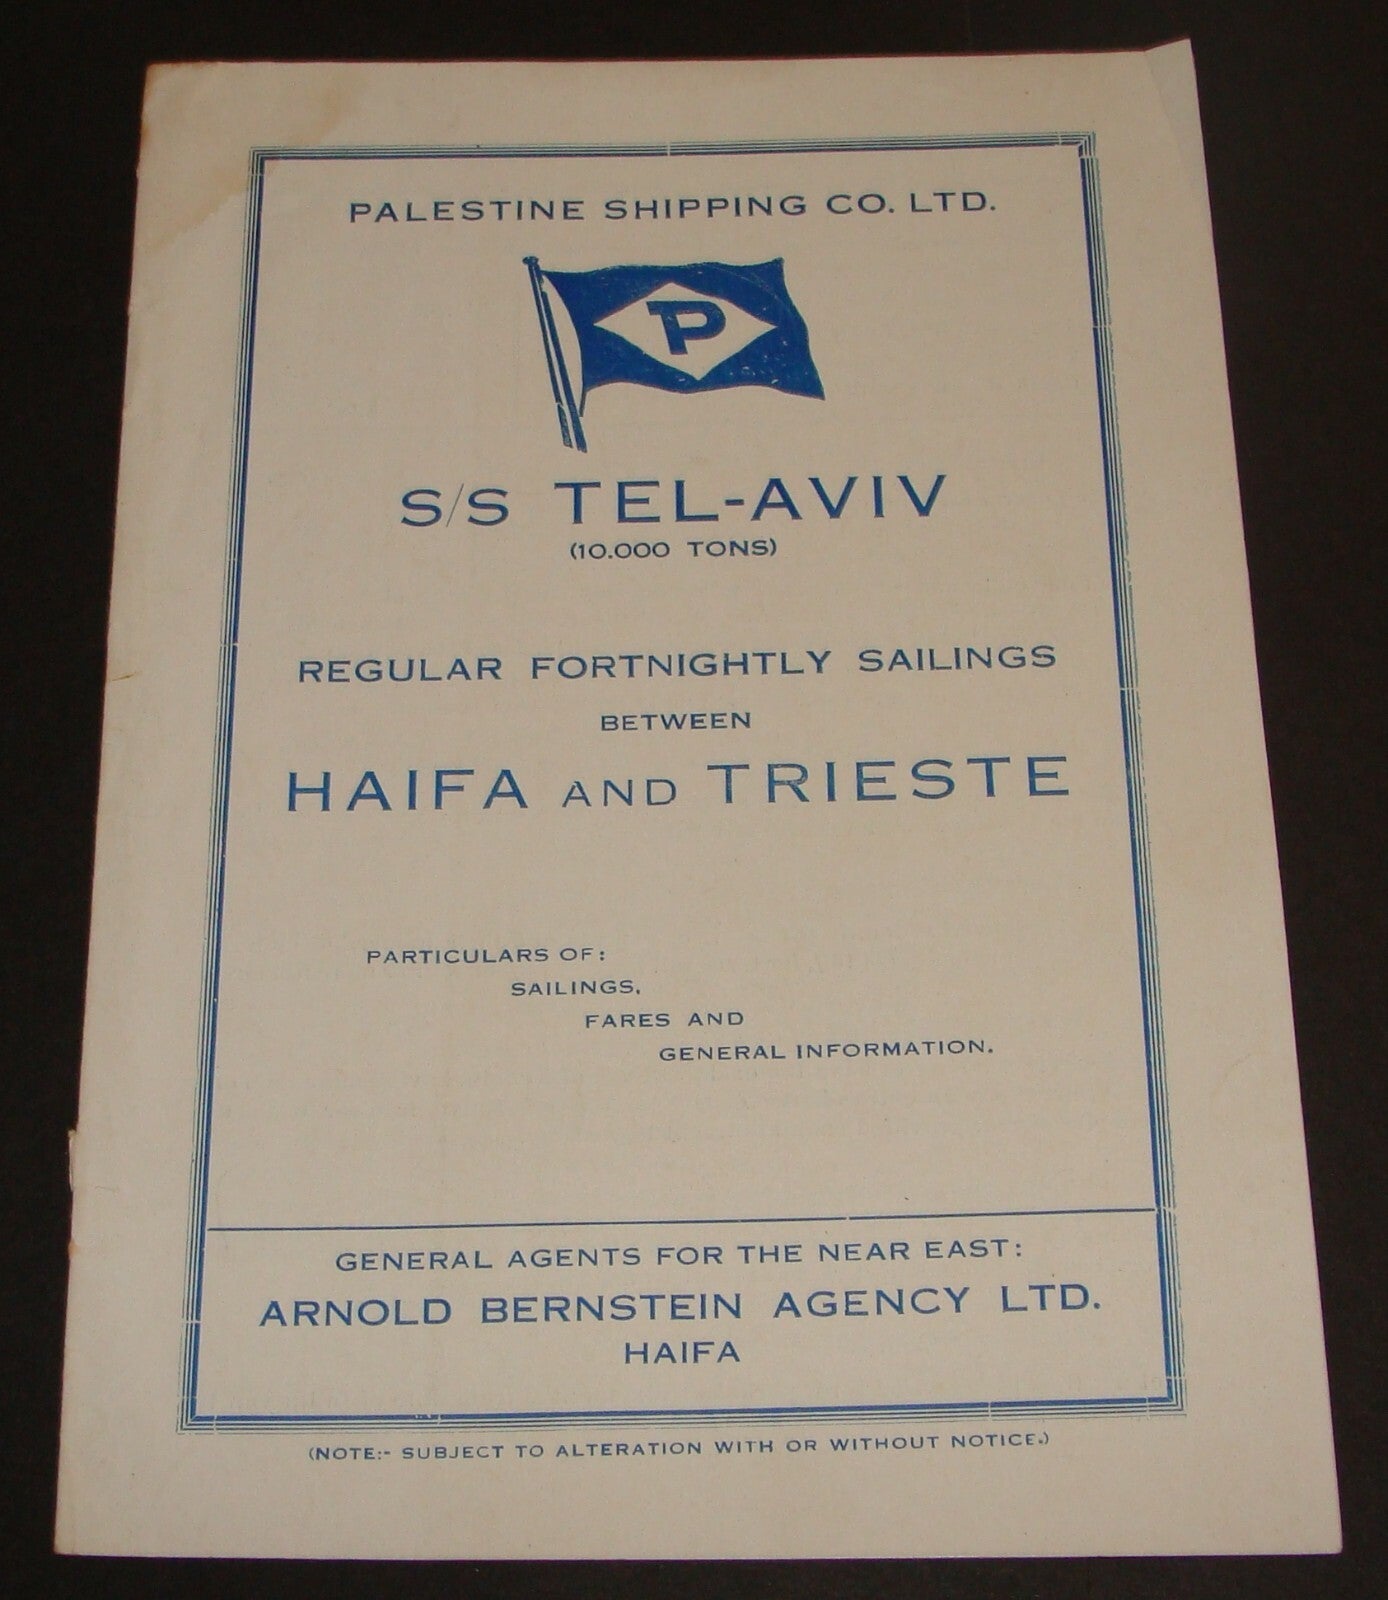 PALESTINE SHIPPING CO. LTD.
P
S/S TEL-AVIV
(10.000 TONS)
REGULAR FORTNIGHTLY SAILINGS
BETWEEN
HAIFA AND TRIESTE
PARTICULARS OF:
SAILINGS,
FARES AND
GENERAL INFORMATION.
GENERAL AGENTS FOR THE NEAR EAST:
ARNOLD BERNSTEIN AGENCY LTD.
HAIFA
(NOTE:- SUBJECT TO ALTERATION WITH OR WITHOUT NOTICE.)